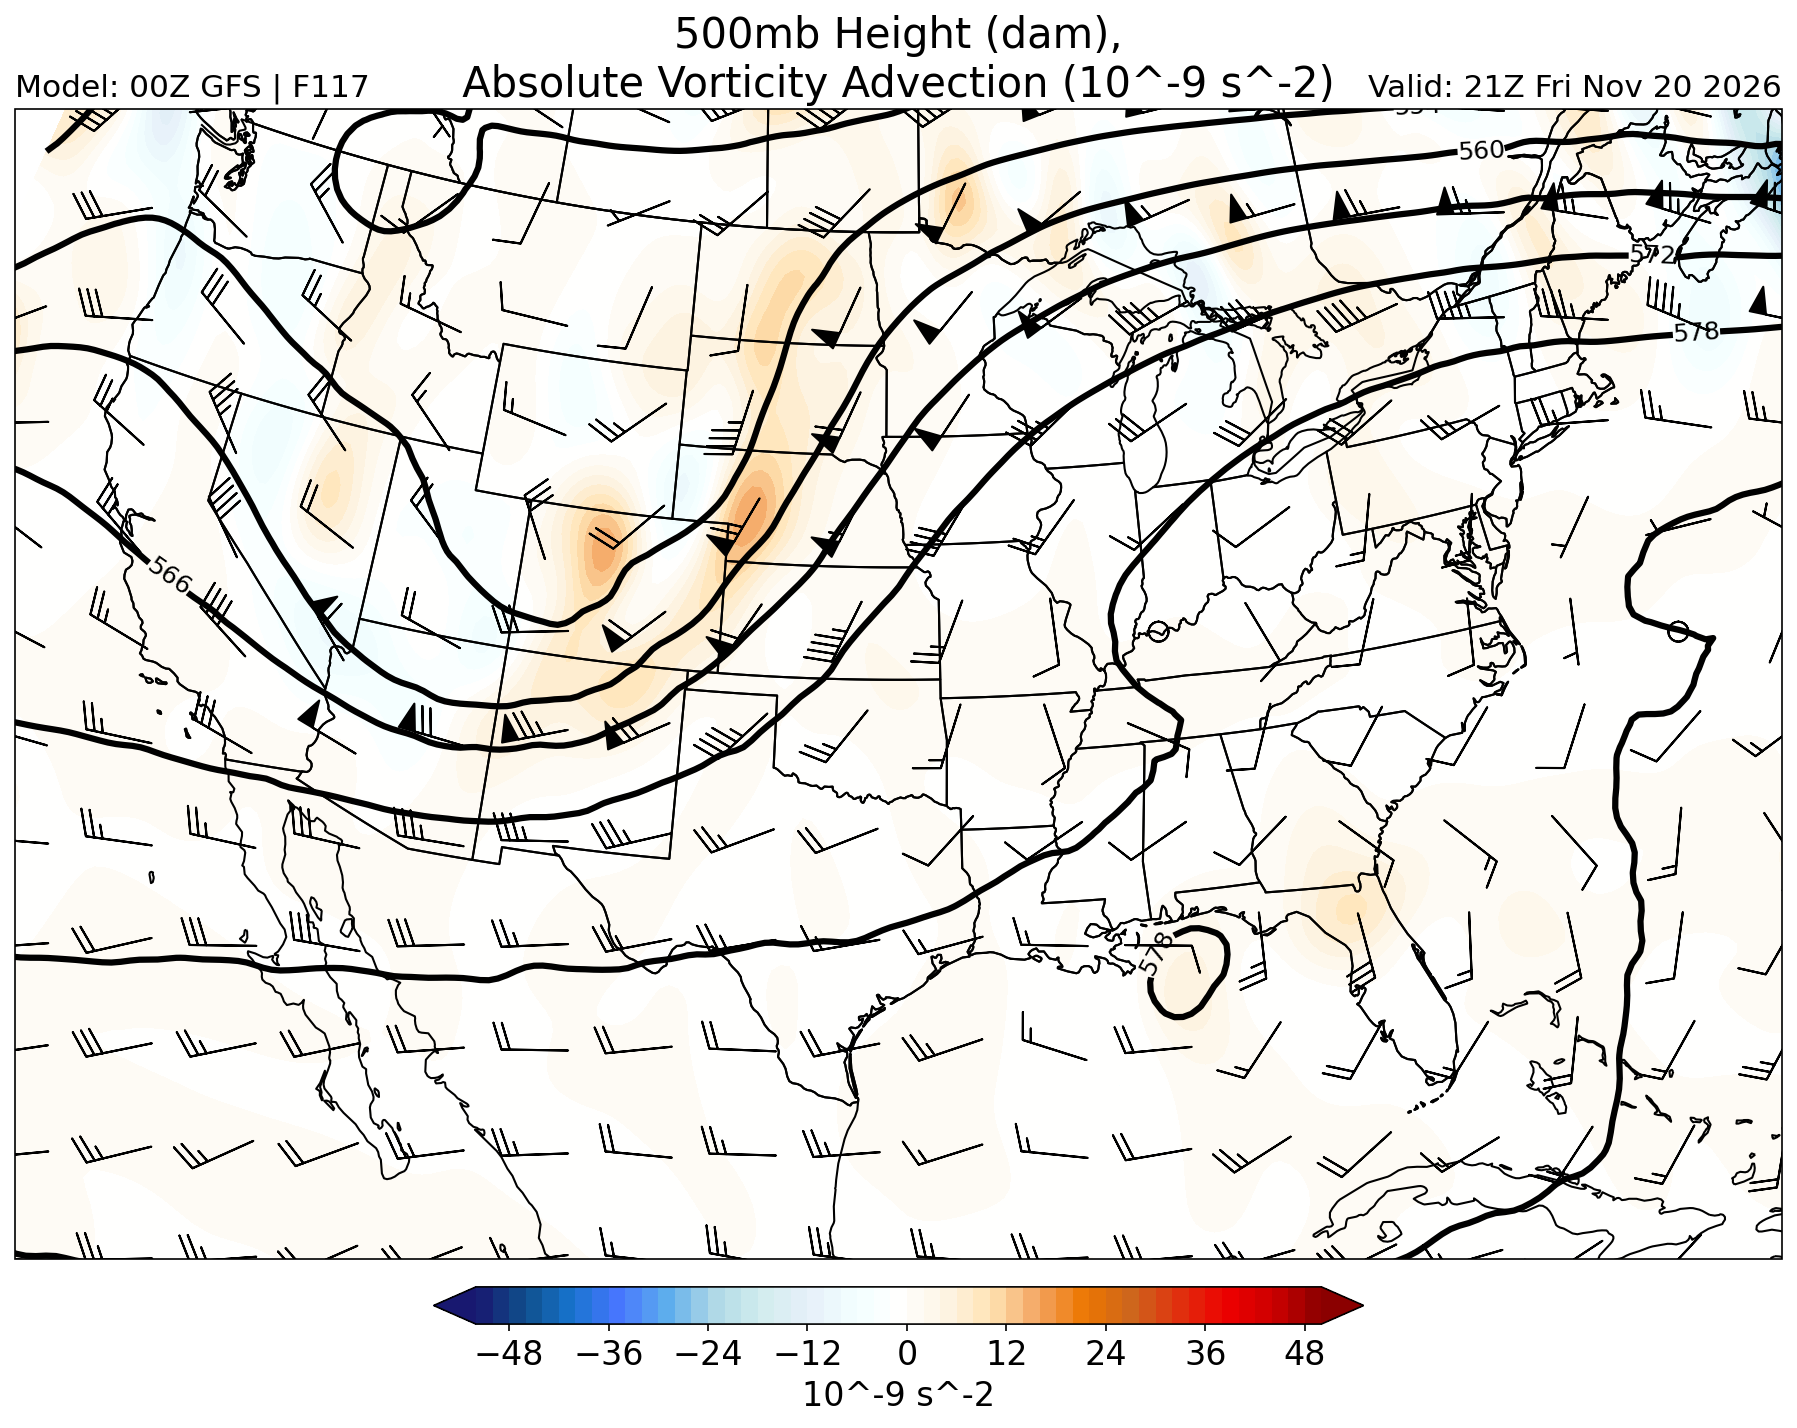 500mb Height (dam),
Model: 00Z GFS | F117
Absolute Vorticity Advection (10^-9 s^-2)
Valid: 21Z Fri Nov 20 2026
560
572
578
566
578
−48 −36 −24 −12 0 12 24 36 48
10^-9 s^-2